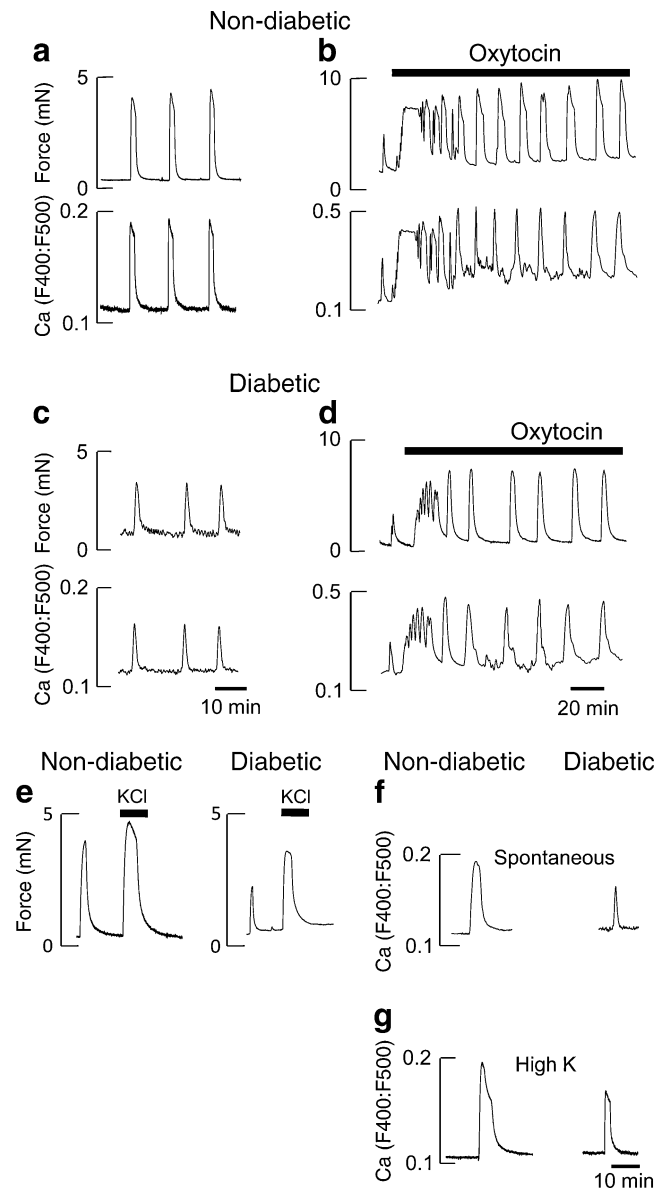 Non-diabetic
a
b
Oxytocin
5
Force (mN)
0
10
0
0.2
Ca (F400:F500)
0.1
0.5
0.1
Diabetic
c
d
Oxytocin
5
Force (mN)
0
10
0
0.2
Ca (F400:F500)
0.1
10 min
0.5
0.1
20 min
Non-diabetic
Diabetic
e
KCl
KCl
5
Force (mN)
0
5
0
Non-diabetic
Diabetic
f
0.2
Ca (F400:F500)
0.1
Spontaneous
g
0.2
Ca (F400:F500)
0.1
High K
10 min